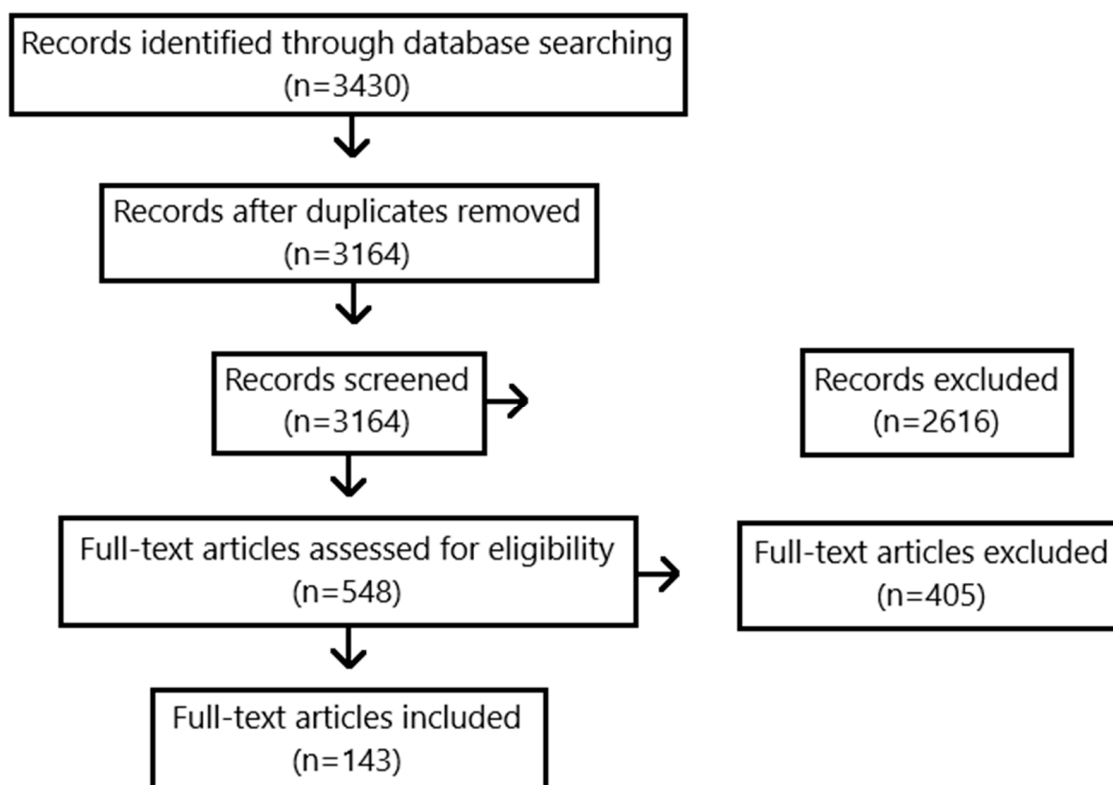 Records identified through database searching
(n=3430)
Records after duplicates removed
(n=3164)
Records screened
(n=3164)
Records excluded
(n=2616)
Full-text articles assessed for eligibility
(n=548)
Full-text articles excluded
(n=405)
Full-text articles included
(n=143)